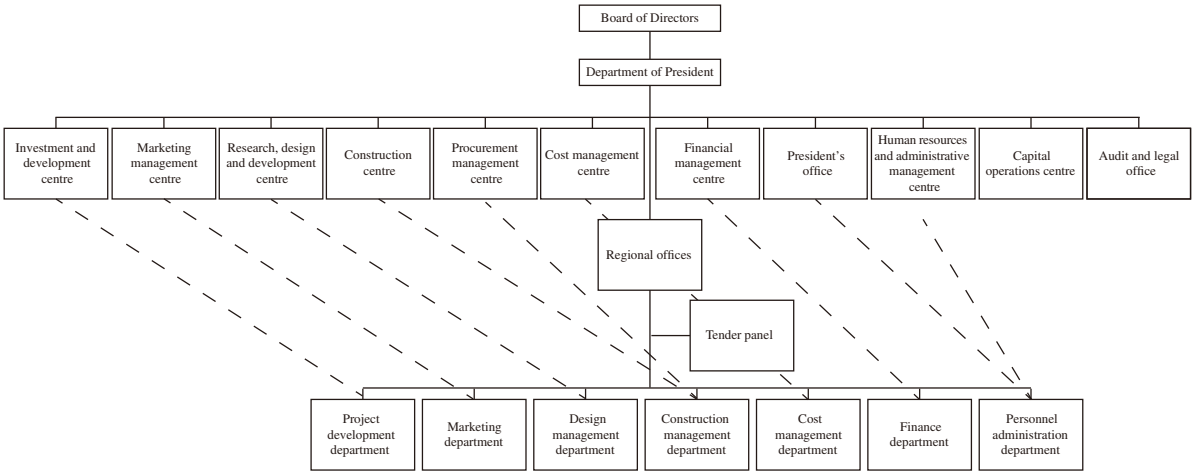 Board of Directors
Department of President
Investment and
development
centre
Marketing
management
centre
Research, design
and development
centre
Construction
centre
Procurement
management
centre
Cost management
centre
Financial
management
centre
President's
office
Human resources
and administrative
management
centre
Capital
operations centre
Audit and legal
office
Regional offices
Tender panel
Project
development
department
Marketing
department
Design
management
department
Construction
management
department
Cost
management
department
Finance
department
Personnel
administration
department